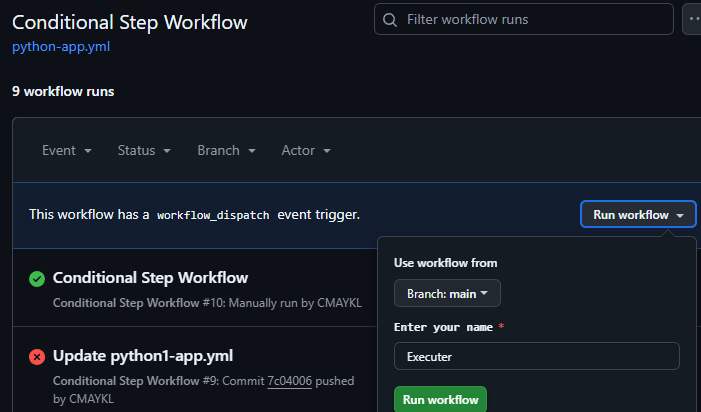 Conditional Step Workflow
Filter workflow runs
python-app.yml
9 workflow runs
Event Status Branch Actor
This workflow has a workflow_dispatch event trigger.
Run workflow
Use workflow from
Branch: main
Enter your name *
Executer
Run workflow
Conditional Step Workflow
Conditional Step Workflow #10: Manually run by CMAYKL
Update python1-app.yml
Conditional Step Workflow #9: Commit 7c04006 pushed
by CMAYKL